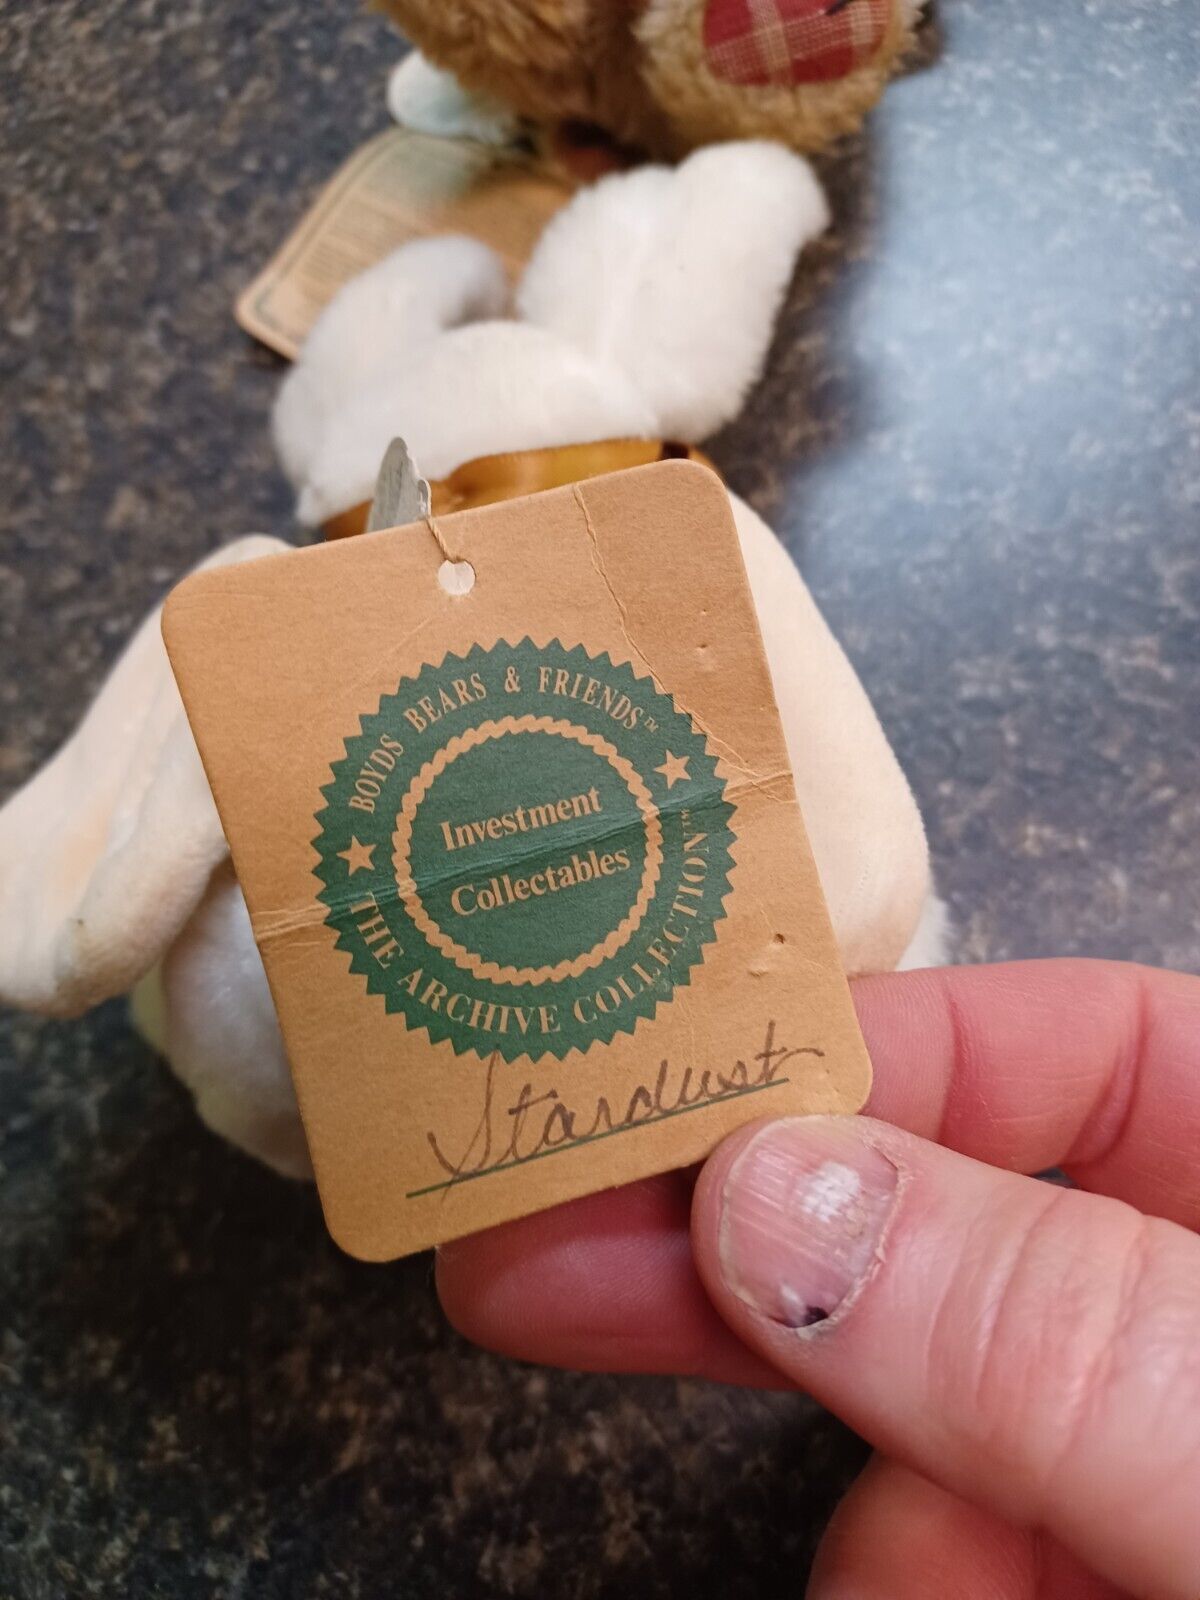 BOYDS BEARS & FRIENDS™
Investment
Collectables
THE ARCHIVE COLLECTION™
Stardust